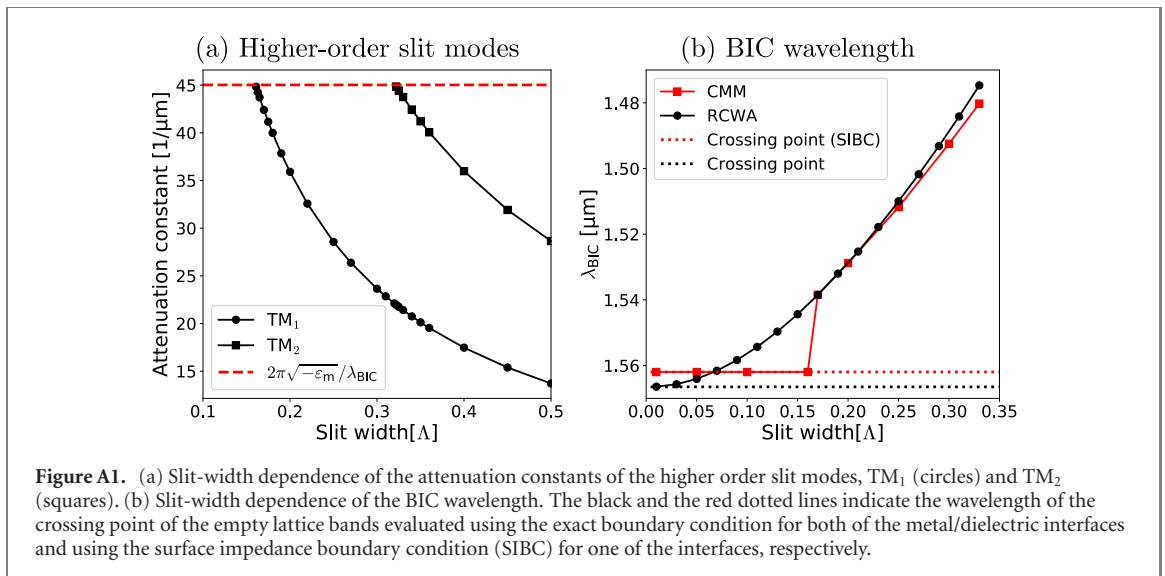 (a) Higher-order slit modes
45
40
35
30
25
20
15
Attenuation constant [1/μm]
TM₁
TM₂
2π√−εₘ/λ_BIC
0.1 0.2 0.3 0.4 0.5
Slit width[Λ]
(b) BIC wavelength
1.48
1.50
1.52
1.54
1.56
λ_BIC [μm]
CMM
RCWA
Crossing point (SIBC)
Crossing point
0.00 0.05 0.10 0.15 0.20 0.25 0.30 0.35
Slit width[Λ]
Figure A1. (a) Slit-width dependence of the attenuation constants of the higher order slit modes, TM₁ (circles) and TM₂
(squares). (b) Slit-width dependence of the BIC wavelength. The black and the red dotted lines indicate the wavelength of the
crossing point of the empty lattice bands evaluated using the exact boundary condition for both of the metal/dielectric interfaces
and using the surface impedance boundary condition (SIBC) for one of the interfaces, respectively.